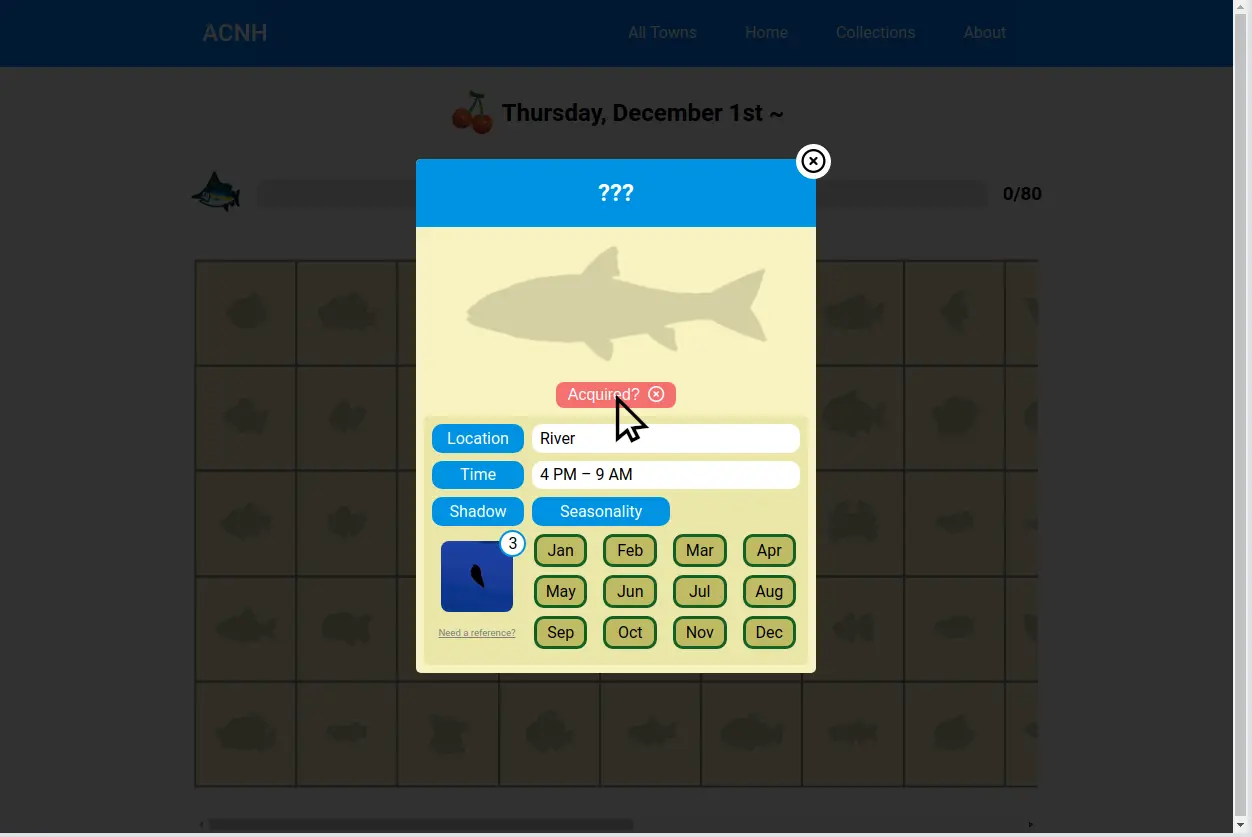 ACNH
All Towns Home Collections About
Thursday, December 1st ~
???
0/80
Acquired?
Location River
Time 4 PM – 9 AM
Shadow Seasonality
3
Jan Feb Mar Apr
May Jun Jul Aug
Need a reference?
Sep Oct Nov Dec